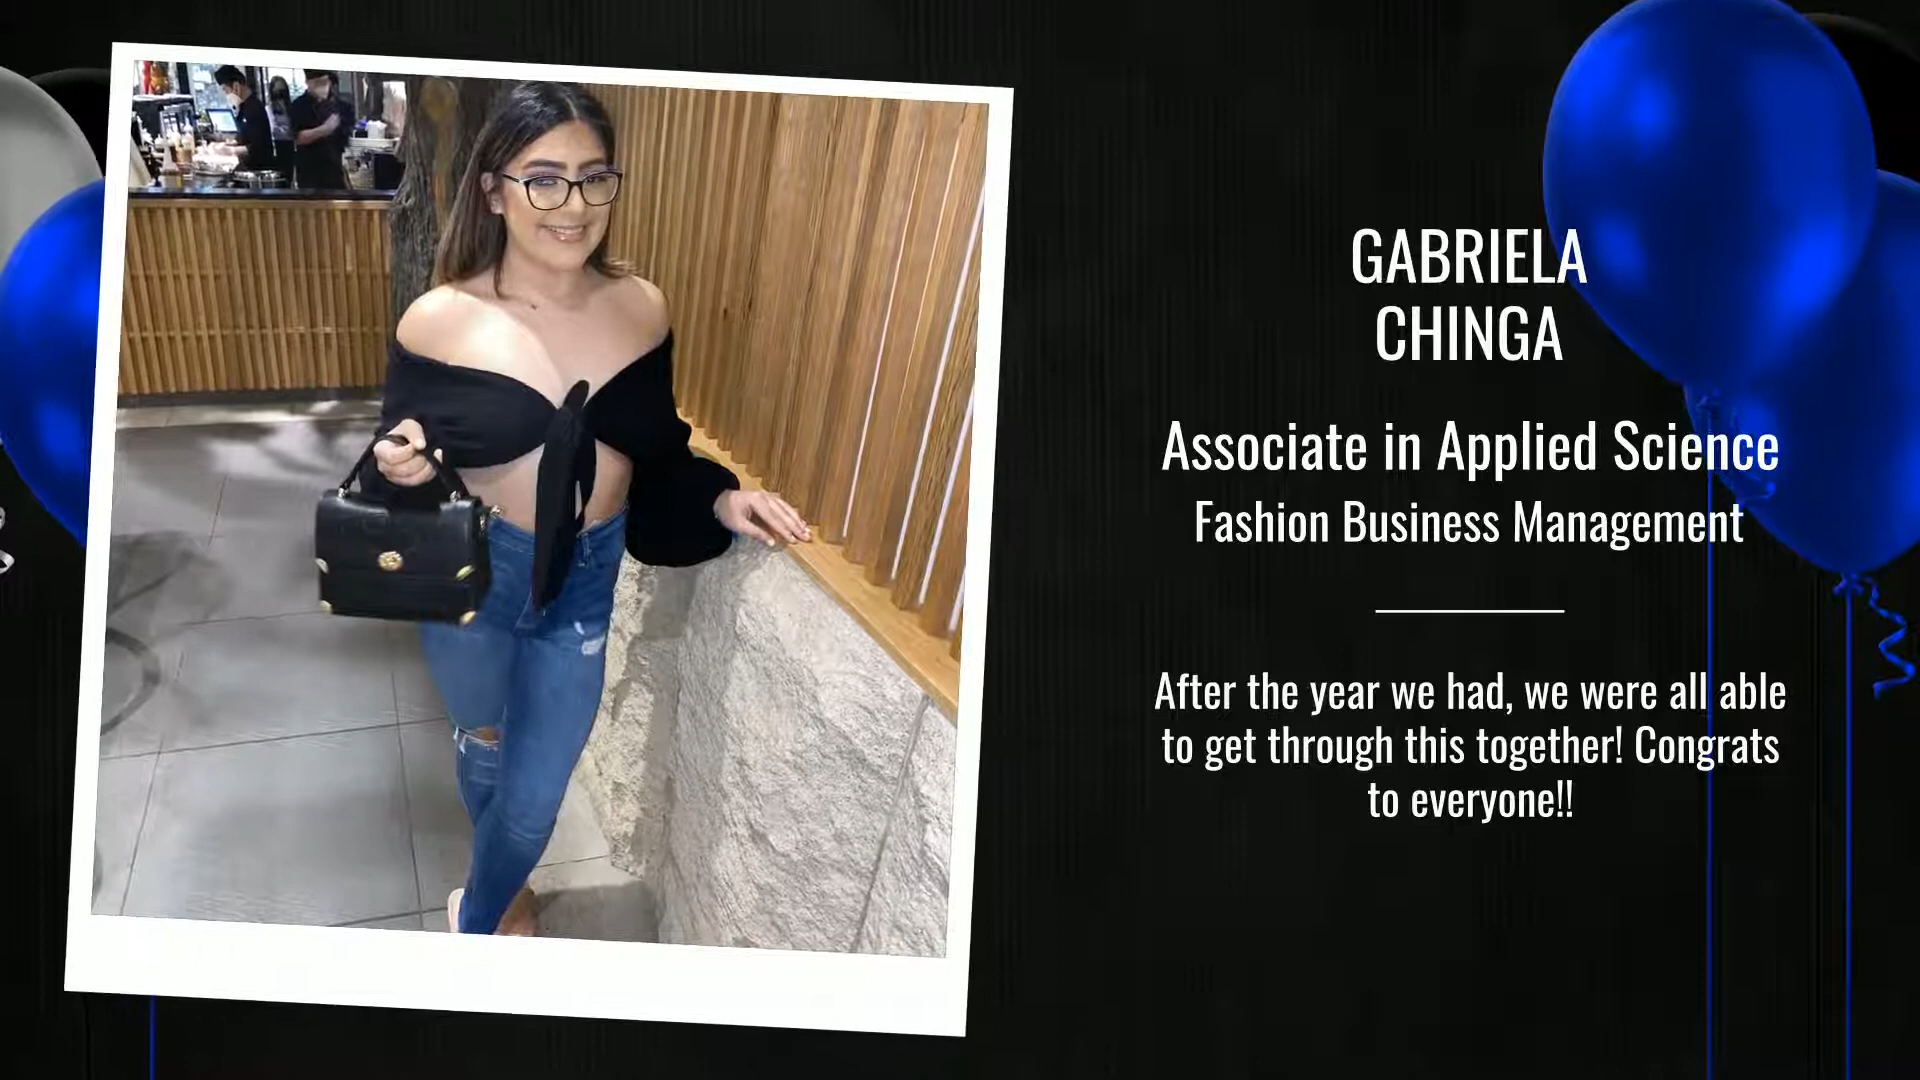 GABRIELA
CHINGA
Associate in Applied Science
Fashion Business Management
After the year we had, we were all able
to get through this together! Congrats
to everyone!!